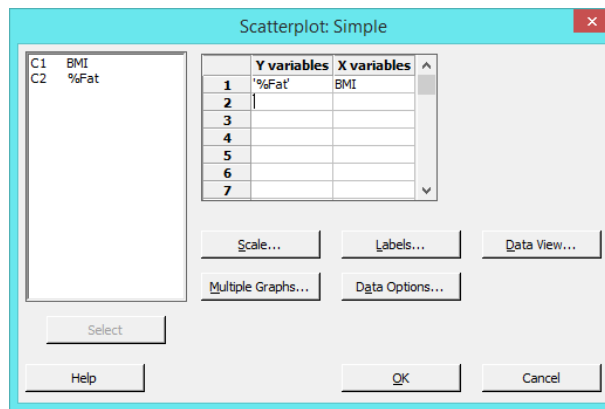 Scatterplot: Simple
C1 BMI
C2 %Fat
Y variables X variables
1 '%Fat' BMI
2
3
4
5
6
7
Scale... Labels... Data View...
Multiple Graphs... Data Options...
Select
Help OK Cancel